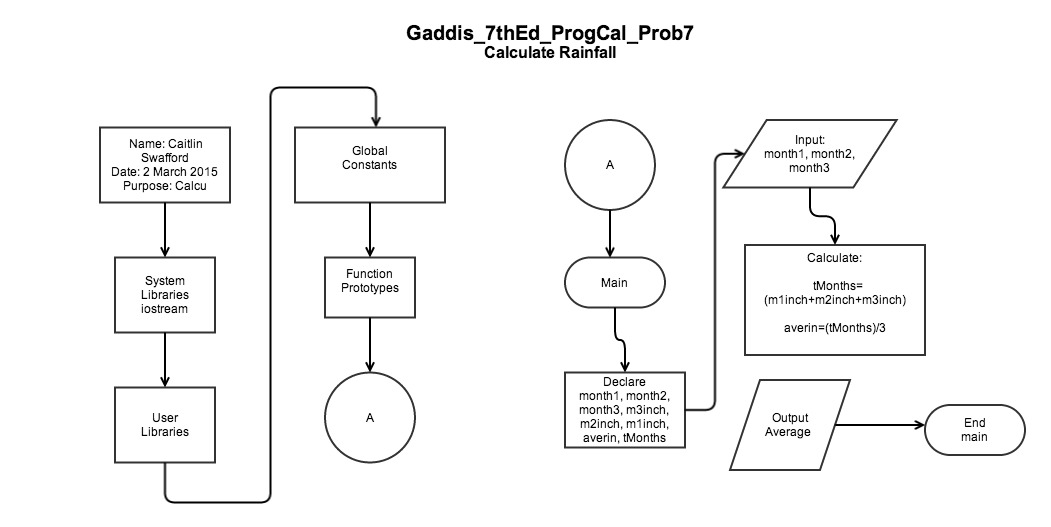 Gaddis_7thEd_ProgCal_Prob7
Calculate Rainfall
Name: Caitlin
Swafford
Date: 2 March 2015
Purpose: Calcu
System
Libraries
iostream
User
Libraries
Global
Constants
Function
Prototypes
A
A
Main
Declare
month1, month2,
month3, m3inch,
m2inch, m1inch,
averin, tMonths
Input:
month1, month2,
month3
Calculate:
tMonths=
(m1inch+m2inch+m3inch)
averin=(tMonths)/3
Output
Average
End
main